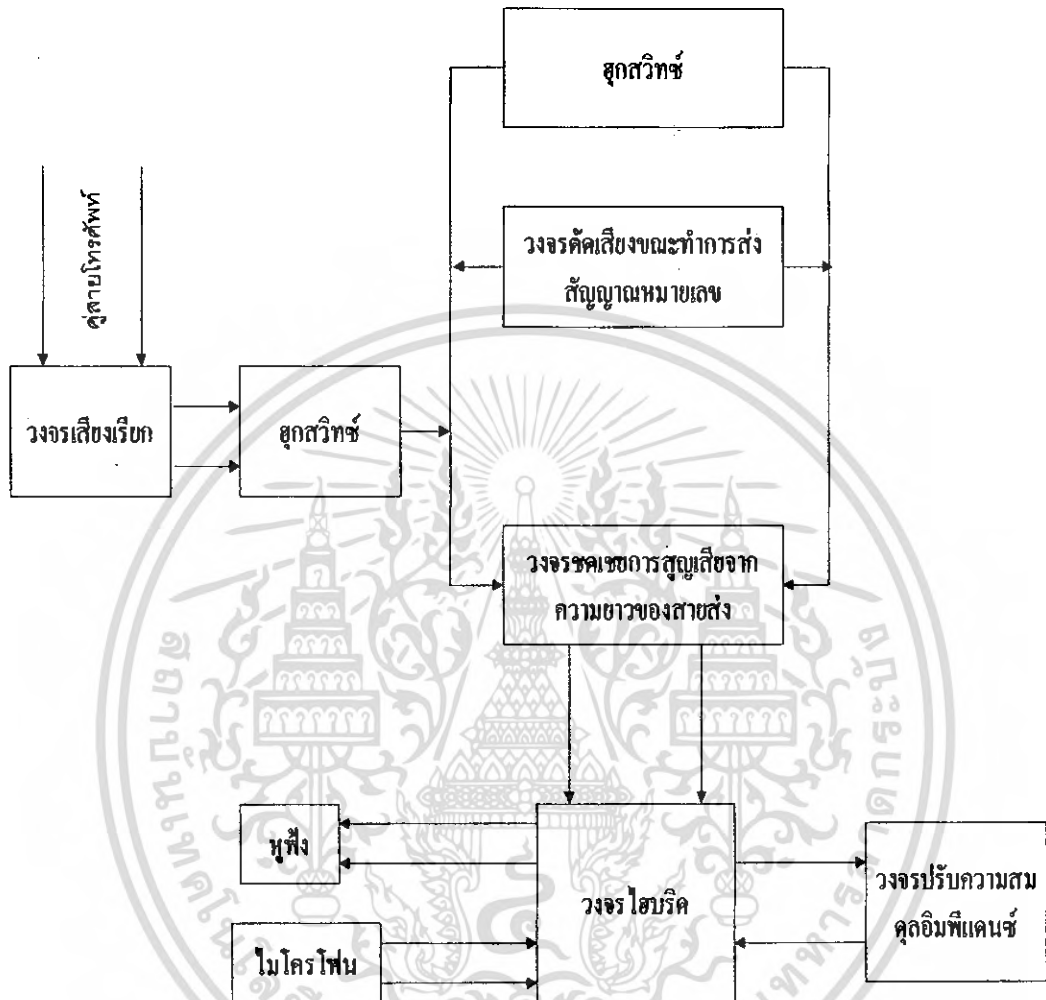 ฮุกสวิทช์
คู่สายโทรศัพท์
วงจรตัดเสียงขณะทำการส่ง
สัญญาณหมายเลข
วงจรเสียงเรียก
ฮุกสวิทช์
วงจรชดเชยการสูญเสียจาก
ความยาวของสายส่ง
หูฟัง
วงจรไฮบริด
วงจรปรับความสม
ดุลอิมพีแดนซ์
ไมโครโฟน